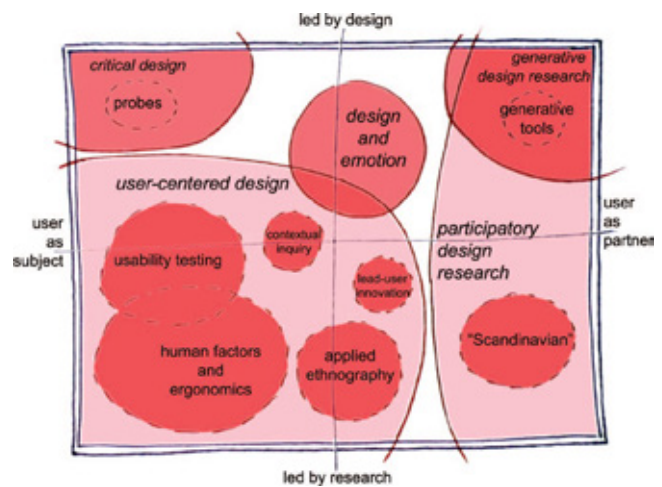 led by design
critical design
probes
generative
design research
generative
tools
design
and
emotion
user-centered design
user
as
subject
usability testing
contextual
inquiry
participatory
design
research
user
as
partner
lead-user
innovation
human factors
and
ergonomics
applied
ethnography
"Scandinavian"
led by research